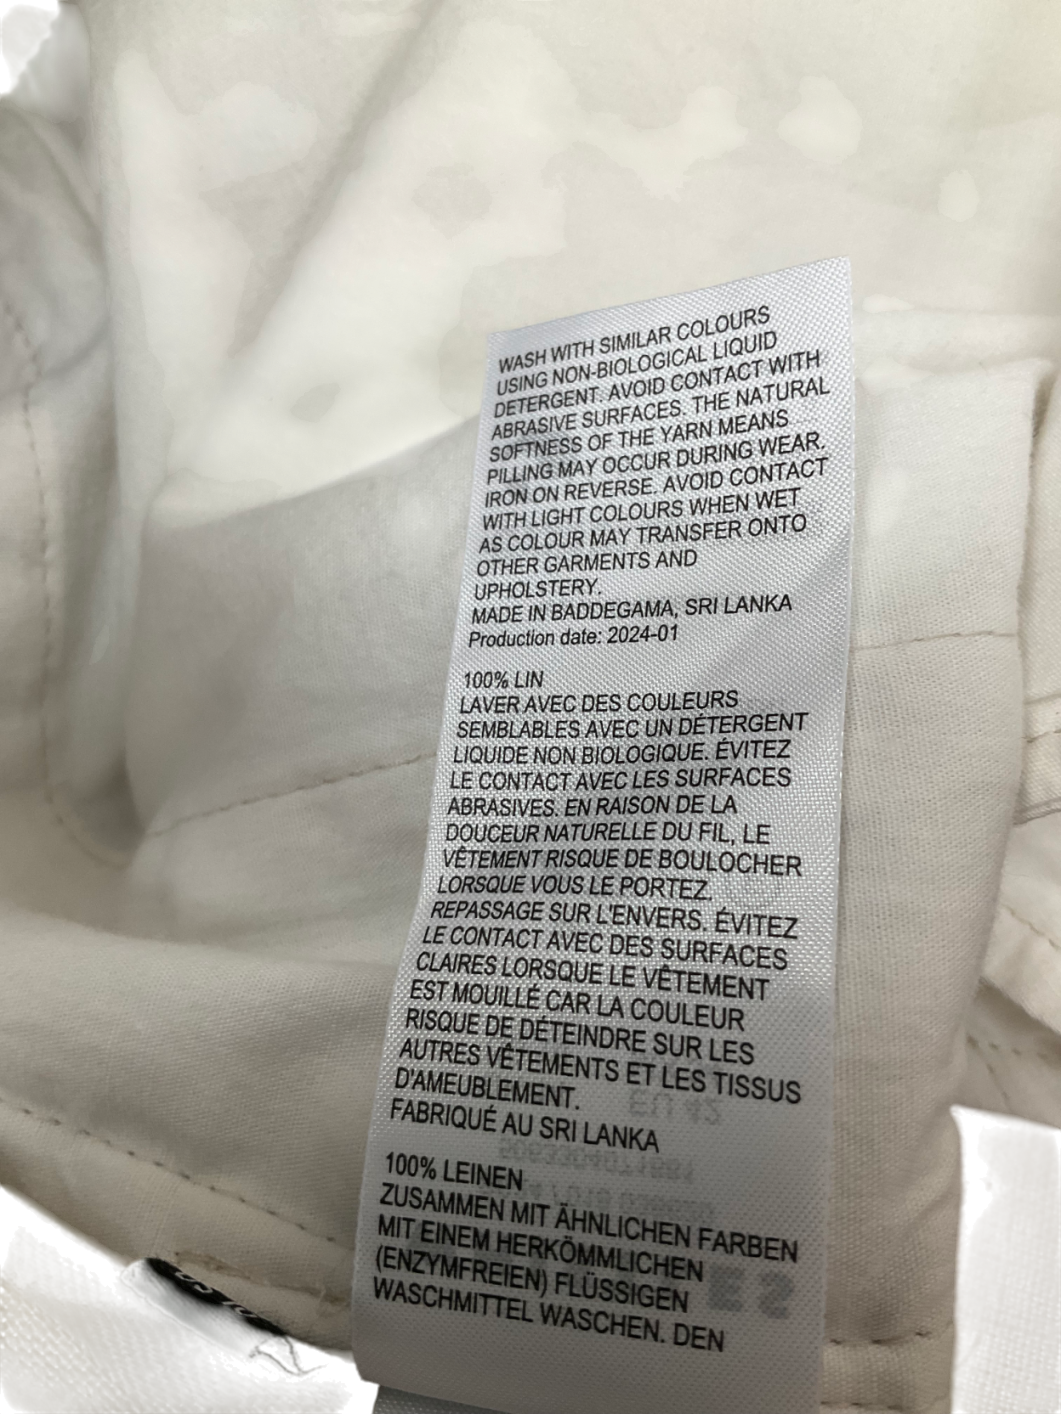 WASH WITH SIMILAR COLOURS
USING NON-BIOLOGICAL LIQUID
DETERGENT. AVOID CONTACT WITH
ABRASIVE SURFACES. THE NATURAL
SOFTNESS OF THE YARN MEANS
PILLING MAY OCCUR DURING WEAR.
IRON ON REVERSE. AVOID CONTACT
WITH LIGHT COLOURS WHEN WET
AS COLOUR MAY TRANSFER ONTO
OTHER GARMENTS AND
UPHOLSTERY.
MADE IN BADDEGAMA, SRI LANKA
Production date: 2024-01
100% LIN
LAVER AVEC DES COULEURS
SEMBLABLES AVEC UN DÉTERGENT
LIQUIDE NON BIOLOGIQUE. ÉVITEZ
LE CONTACT AVEC LES SURFACES
ABRASIVES. EN RAISON DE LA
DOUCEUR NATURELLE DU FIL, LE
VÊTEMENT RISQUE DE BOULOCHER
LORSQUE VOUS LE PORTEZ.
REPASSAGE SUR L'ENVERS. ÉVITEZ
LE CONTACT AVEC DES SURFACES
CLAIRES LORSQUE LE VÊTEMENT
EST MOUILLÉ CAR LA COULEUR
RISQUE DE DÉTEINDRE SUR LES
AUTRES VÊTEMENTS ET LES TISSUS
D'AMEUBLEMENT.
FABRIQUÉ AU SRI LANKA
100% LEINEN
ZUSAMMEN MIT ÄHNLICHEN FARBEN
MIT EINEM HERKÖMMLICHEN
(ENZYMFREIEN) FLÜSSIGEN
WASCHMITTEL WASCHEN. DEN
EU 42